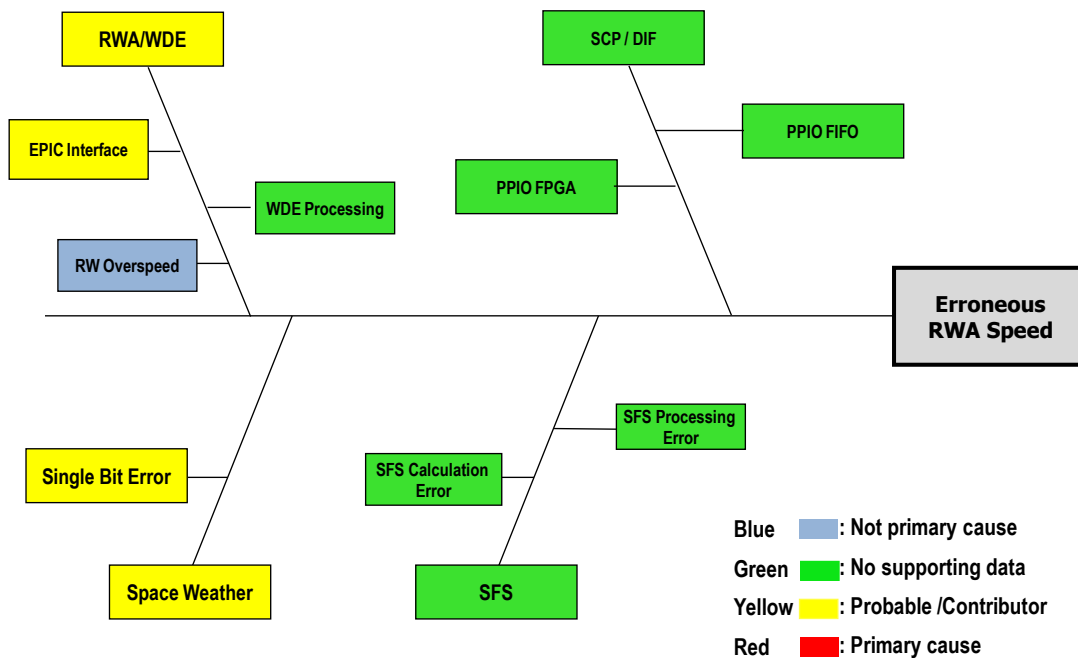 RWA/WDE
SCP / DIF
EPIC Interface
PPIO FIFO
PPIO FPGA
WDE Processing
RW Overspeed
Erroneous
RWA Speed
SFS Processing
Error
Single Bit Error
SFS Calculation
Error
Space Weather
SFS
Blue : Not primary cause
Green : No supporting data
Yellow : Probable /Contributor
Red : Primary cause